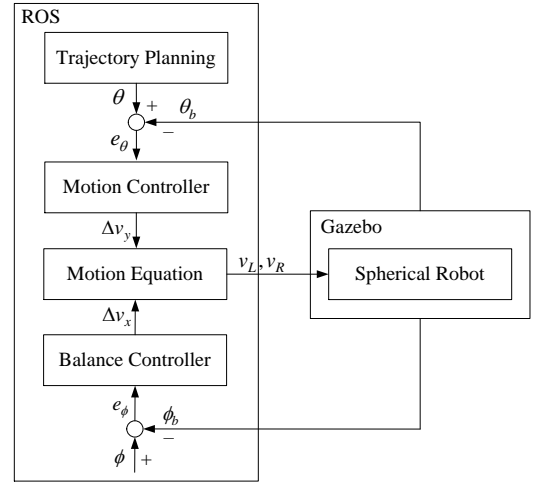 ROS
Trajectory Planning
θ +
θ_b
−
e_θ
Motion Controller
Δv_y
Gazebo
Motion Equation
v_L, v_R
Spherical Robot
Δv_x
Balance Controller
e_ϕ
ϕ_b
−
ϕ +